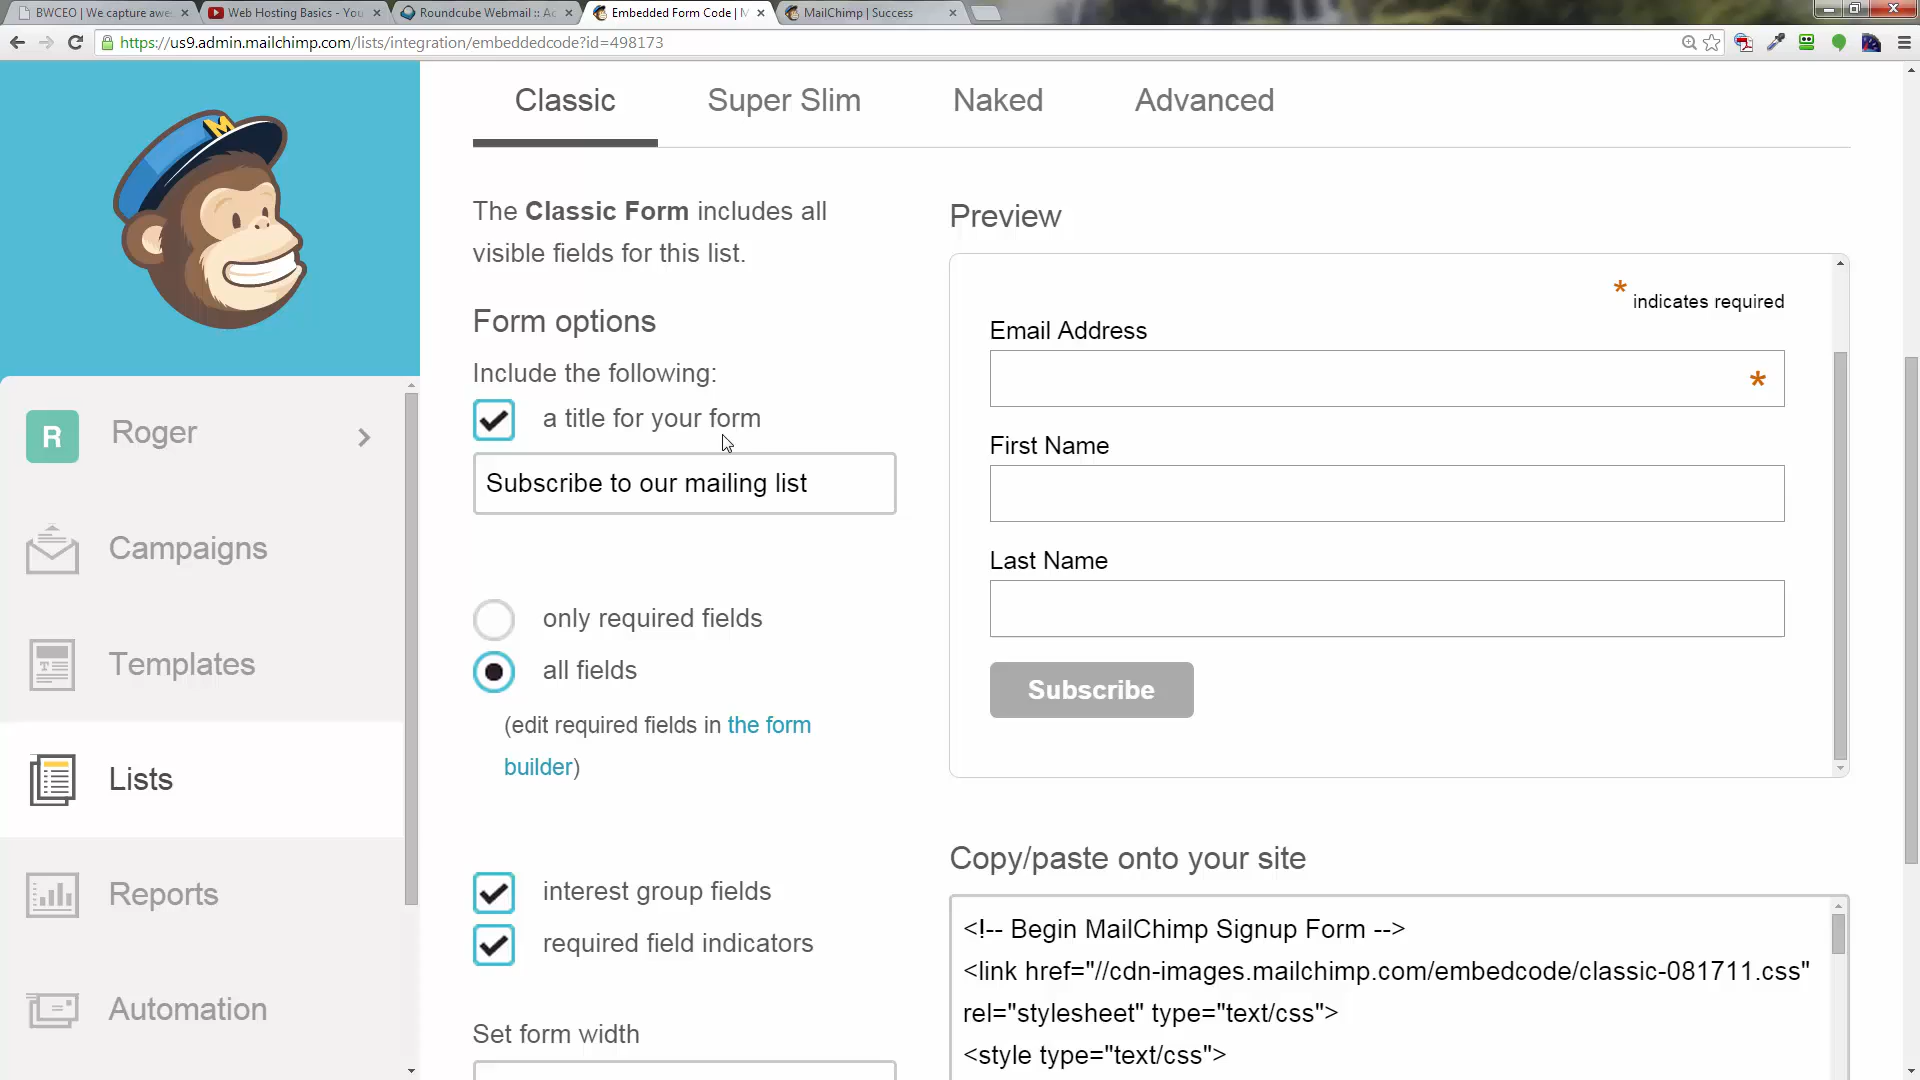 BWCEO | We capture awe
Web Hosting Basics - You
Roundcube Webmail :: Ac
Embedded Form Code | M
MailChimp | Success
https://us9.admin.mailchimp.com/lists/integration/embeddedcode?id=498173
Classic Super Slim Naked Advanced
M
R Roger
Campaigns
Templates
Lists
Reports
Automation
The Classic Form includes all
visible fields for this list.
Form options
Include the following:
a title for your form
Subscribe to our mailing list
only required fields
all fields
(edit required fields in the form
builder)
interest group fields
required field indicators
Set form width
Preview
* indicates required
Email Address
*
First Name
Last Name
Subscribe
Copy/paste onto your site
<!-- Begin MailChimp Signup Form -->
<link href="//cdn-images.mailchimp.com/embedcode/classic-081711.css"
rel="stylesheet" type="text/css">
<style type="text/css">